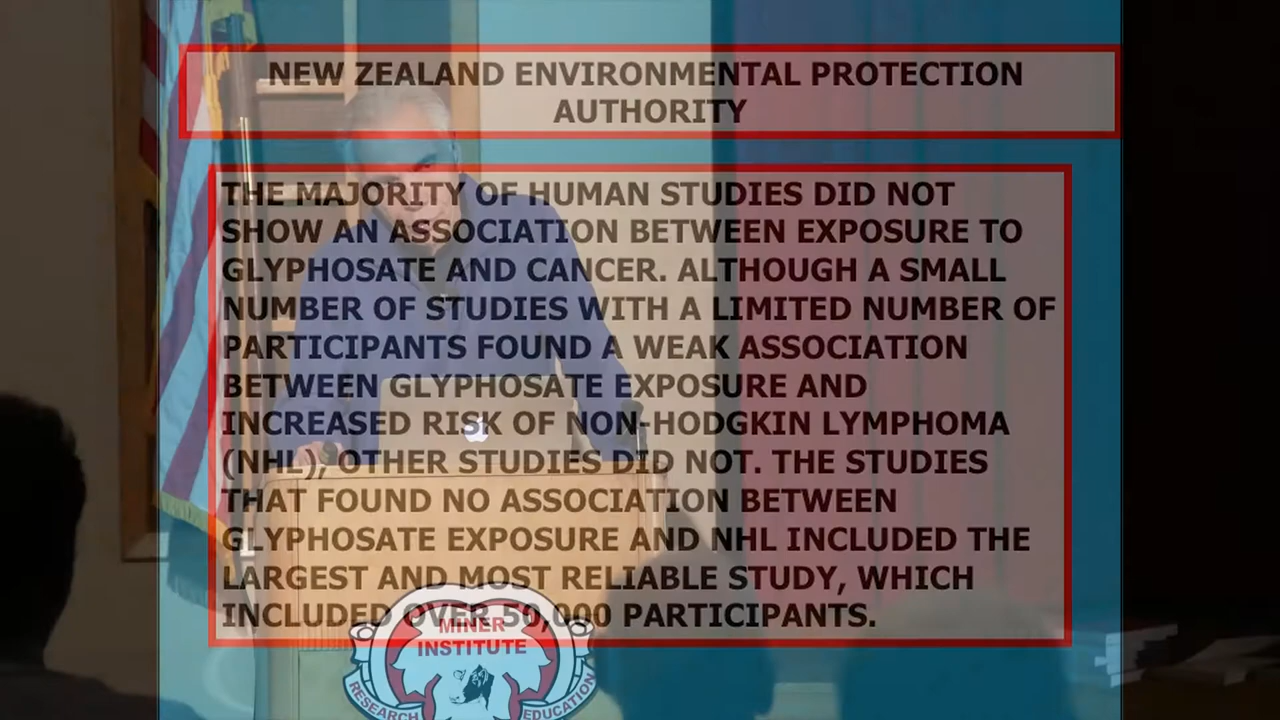 NEW ZEALAND ENVIRONMENTAL PROTECTION
AUTHORITY
THE MAJORITY OF HUMAN STUDIES DID NOT
SHOW AN ASSOCIATION BETWEEN EXPOSURE TO
GLYPHOSATE AND CANCER. ALTHOUGH A SMALL
NUMBER OF STUDIES WITH A LIMITED NUMBER OF
PARTICIPANTS FOUND A WEAK ASSOCIATION
BETWEEN GLYPHOSATE EXPOSURE AND
INCREASED RISK OF NON-HODGKIN LYMPHOMA
(NHL), OTHER STUDIES DID NOT. THE STUDIES
THAT FOUND NO ASSOCIATION BETWEEN
GLYPHOSATE EXPOSURE AND NHL INCLUDED THE
LARGEST AND MOST RELIABLE STUDY, WHICH
INCLUDED OVER 50,000 PARTICIPANTS.
MINER
INSTITUTE
RESEARCH EDUCATION